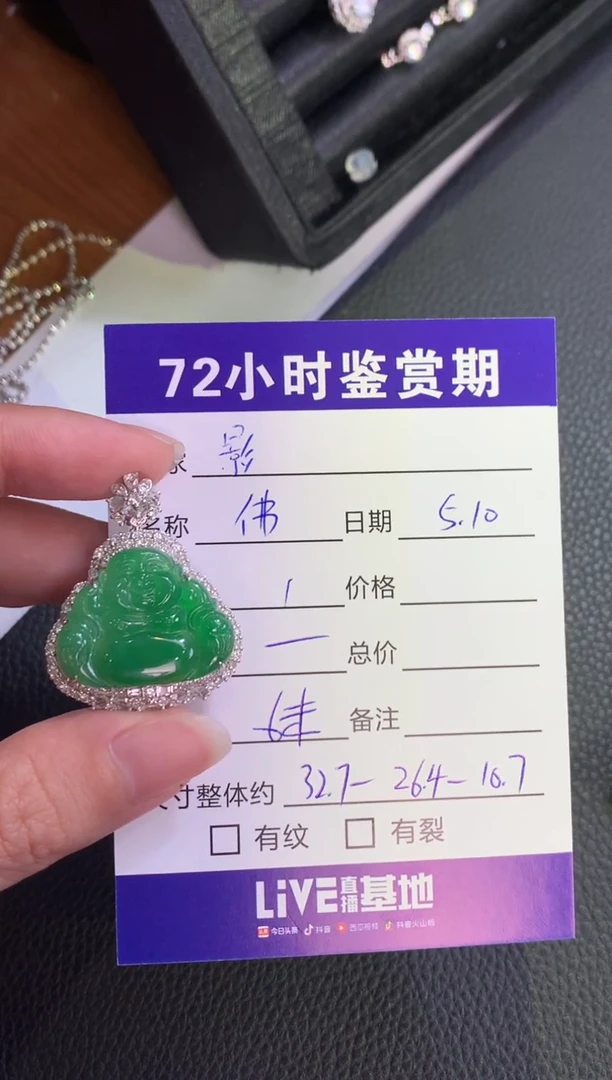 72小时鉴赏期
家 影
名称 佛 日期 5.10
1 价格
一 总价
备注
寸整体约 32.7- 26.4- 10.7
有纹 有裂
LiVE直播基地
今日头条 抖音 西瓜视频 抖音火山版